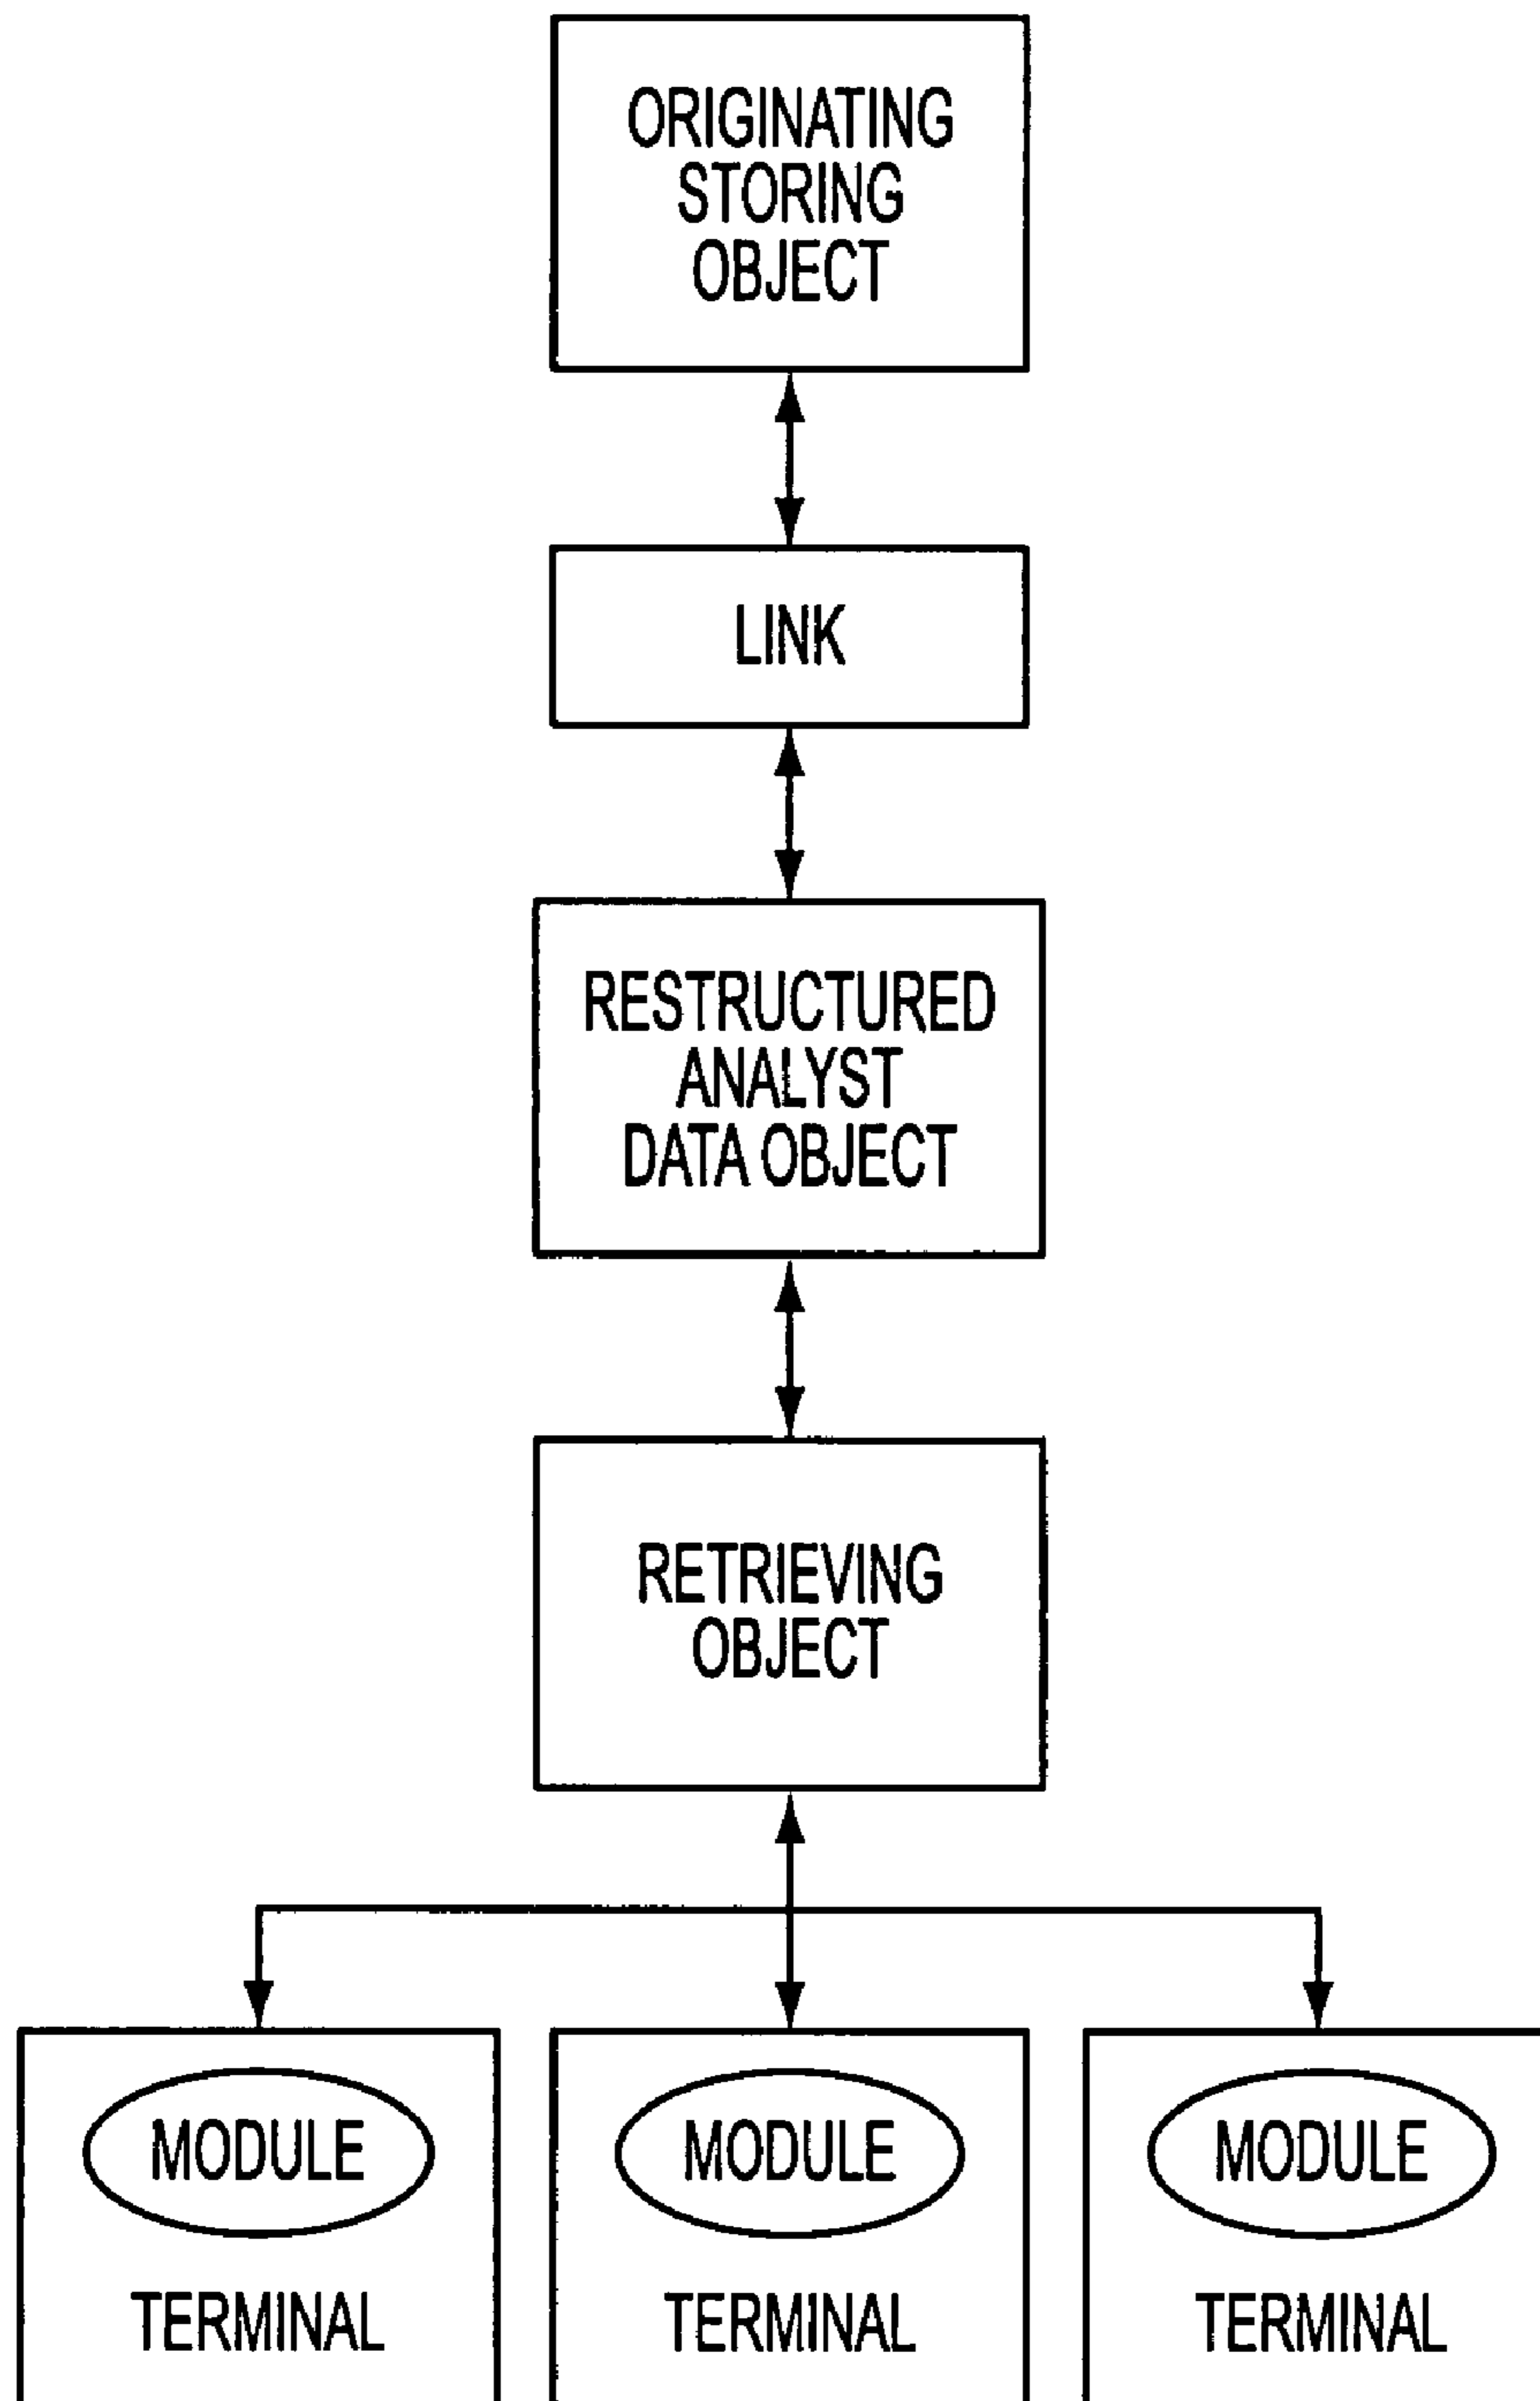 ORIGINATING
STORING
OBJECT
LINK
RESTRUCTURED
ANALYST
DATA OBJECT
RETRIEVING
OBJECT
MODULE
TERMINAL
MODULE
TERMINAL
MODULE
TERMINAL